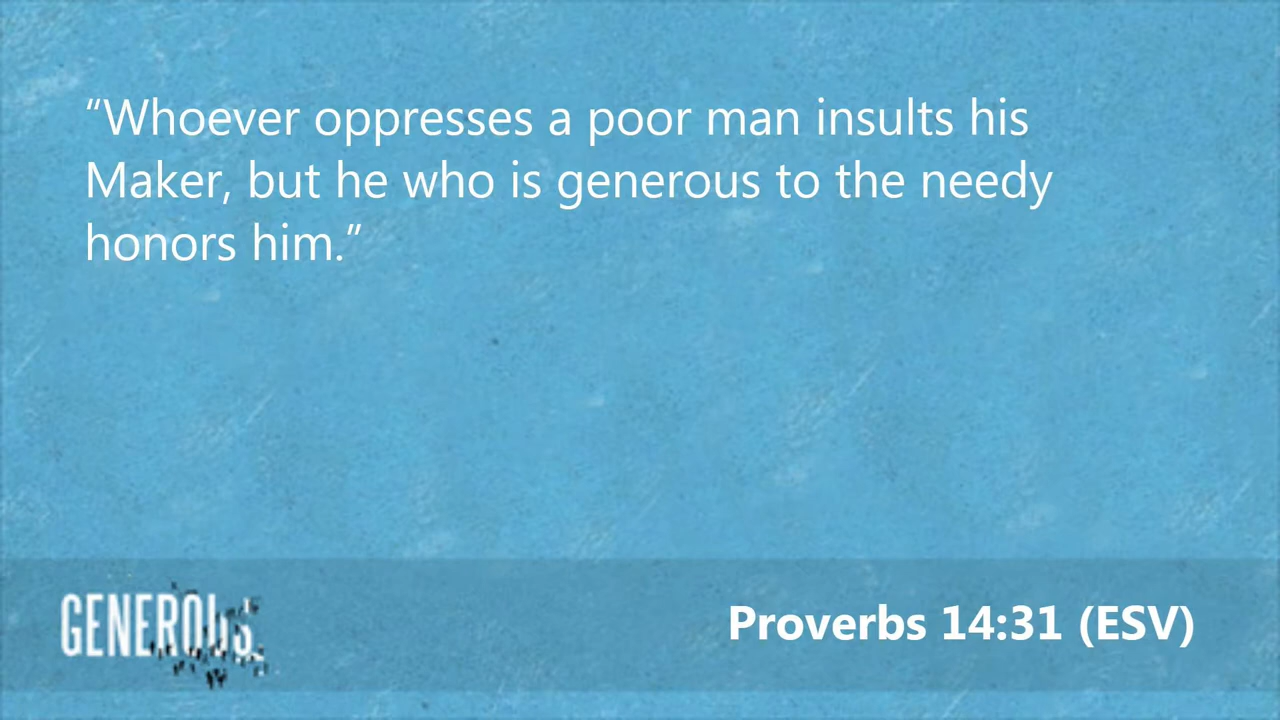 “Whoever oppresses a poor man insults his
Maker, but he who is generous to the needy
honors him.”
GENEROUS.
Proverbs 14:31 (ESV)